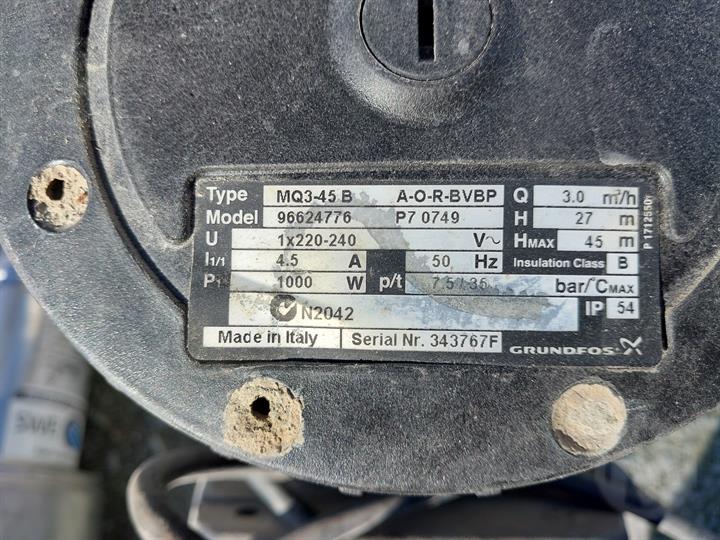 Type MQ3-45 B A-O-R-BVBP Q 3.0 m³/h
Model 96624776 P7 0749 H 27 m
U 1x220-240 V~ HMAX 45 m
I1/1 4.5 A 50 Hz Insulation Class B
P1 1000 W p/t 7.5 / 35 bar/°CMAX
N2042 IP 54
Made in Italy Serial Nr. 343767F GRUNDFOS